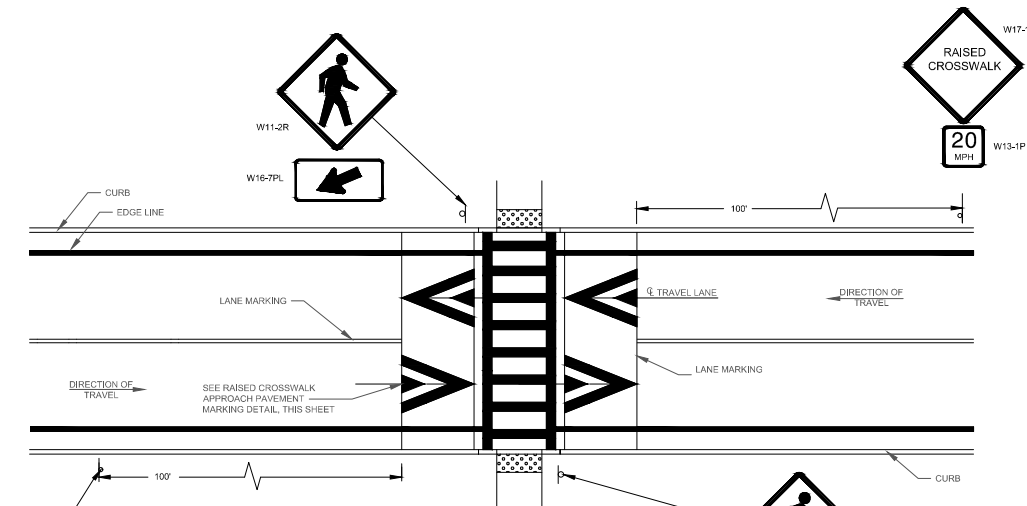 W17-1
RAISED
CROSSWALK
W11-2R
20
MPH
W13-1P
W16-7PL
CURB
100'
EDGE LINE
℄ TRAVEL LANE
DIRECTION OF
TRAVEL
LANE MARKING
LANE MARKING
DIRECTION OF
TRAVEL
SEE RAISED CROSSWALK
APPROACH PAVEMENT
MARKING DETAIL, THIS SHEET
100'
CURB